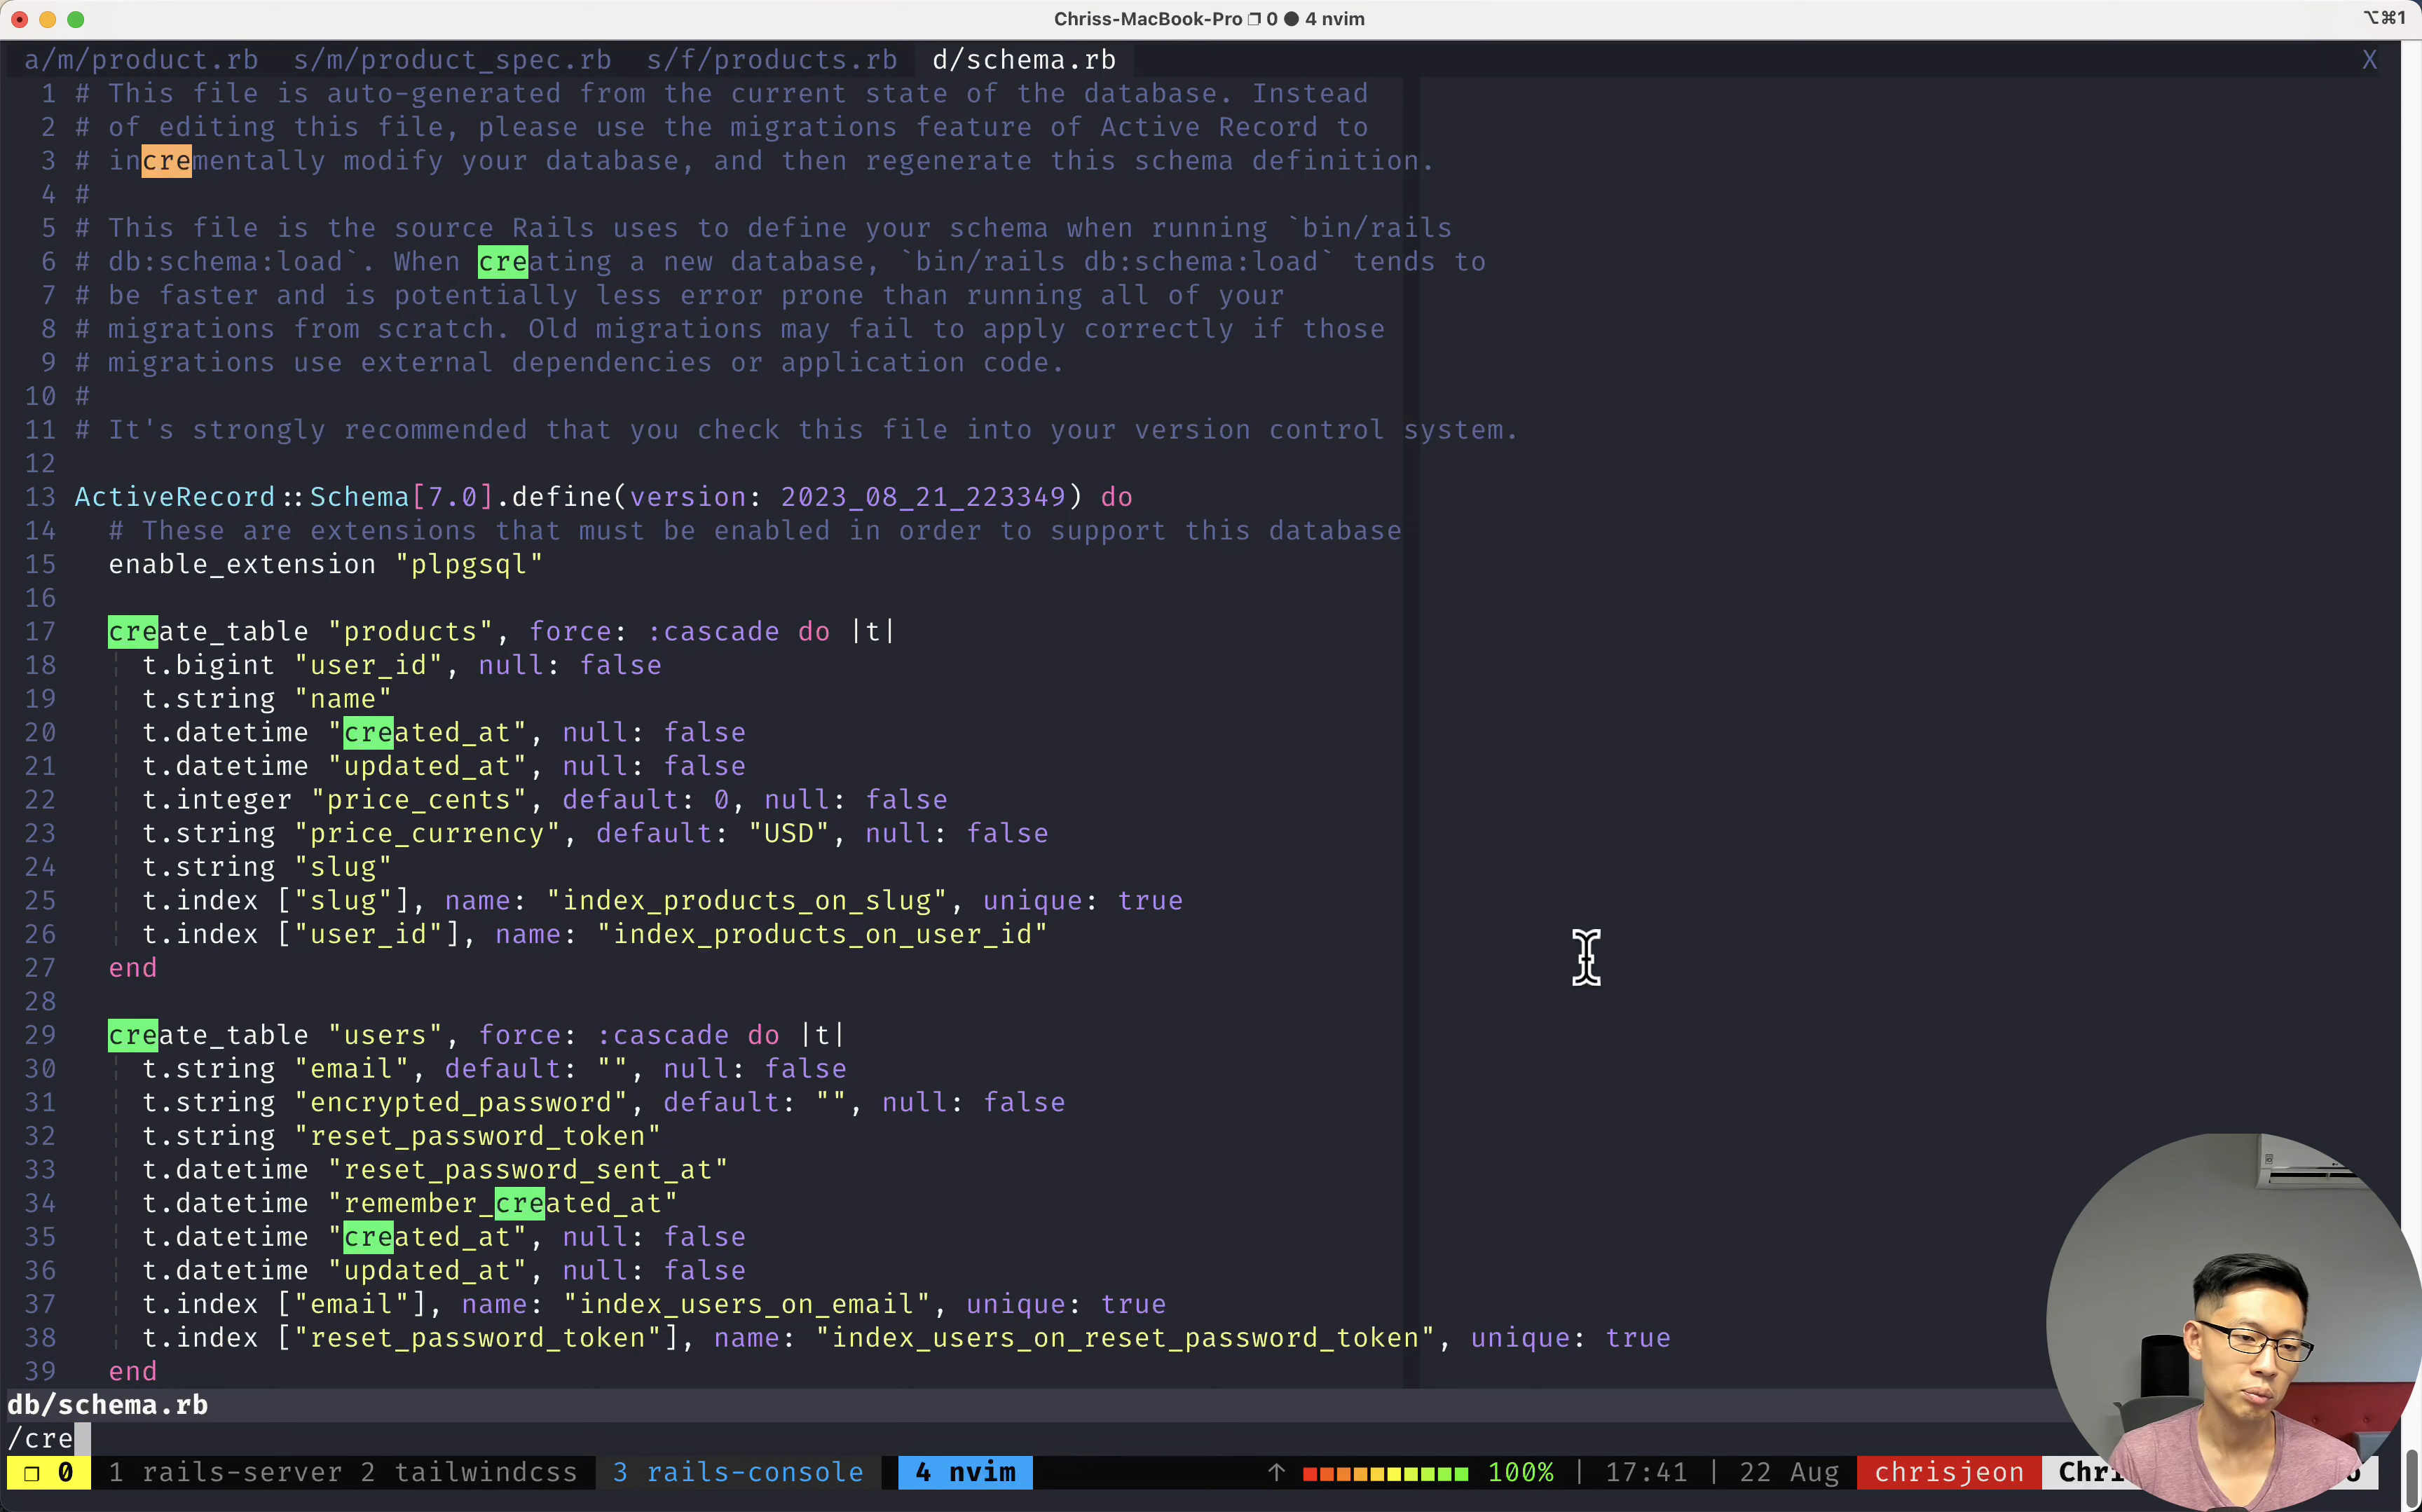 Chriss-MacBook-Pro ❐ 0 ● 4 nvim
⌥⌘1
a/m/product.rb  s/m/product_spec.rb  s/f/products.rb  d/schema.rb  X
1 # This file is auto-generated from the current state of the database. Instead
2 # of editing this file, please use the migrations feature of Active Record to
3 # incrementally modify your database, and then regenerate this schema definition.
4 #
5 # This file is the source Rails uses to define your schema when running `bin/rails
6 # db:schema:load`. When creating a new database, `bin/rails db:schema:load` tends to
7 # be faster and is potentially less error prone than running all of your
8 # migrations from scratch. Old migrations may fail to apply correctly if those
9 # migrations use external dependencies or application code.
10 #
11 # It's strongly recommended that you check this file into your version control system.
12
13 ActiveRecord::Schema[7.0].define(version: 2023_08_21_223349) do
14   # These are extensions that must be enabled in order to support this database
15   enable_extension "plpgsql"
16
17   create_table "products", force: :cascade do |t|
18     t.bigint "user_id", null: false
19     t.string "name"
20     t.datetime "created_at", null: false
21     t.datetime "updated_at", null: false
22     t.integer "price_cents", default: 0, null: false
23     t.string "price_currency", default: "USD", null: false
24     t.string "slug"
25     t.index ["slug"], name: "index_products_on_slug", unique: true
26     t.index ["user_id"], name: "index_products_on_user_id"
27   end
28
29   create_table "users", force: :cascade do |t|
30     t.string "email", default: "", null: false
31     t.string "encrypted_password", default: "", null: false
32     t.string "reset_password_token"
33     t.datetime "reset_password_sent_at"
34     t.datetime "remember_created_at"
35     t.datetime "created_at", null: false
36     t.datetime "updated_at", null: false
37     t.index ["email"], name: "index_users_on_email", unique: true
38     t.index ["reset_password_token"], name: "index_users_on_reset_password_token", unique: true
39   end
db/schema.rb
/cre
❐ 0  1 rails-server 2 tailwindcss  3 rails-console  4 nvim  ↑ 100% | 17:41 | 22 Aug  chrisjeon